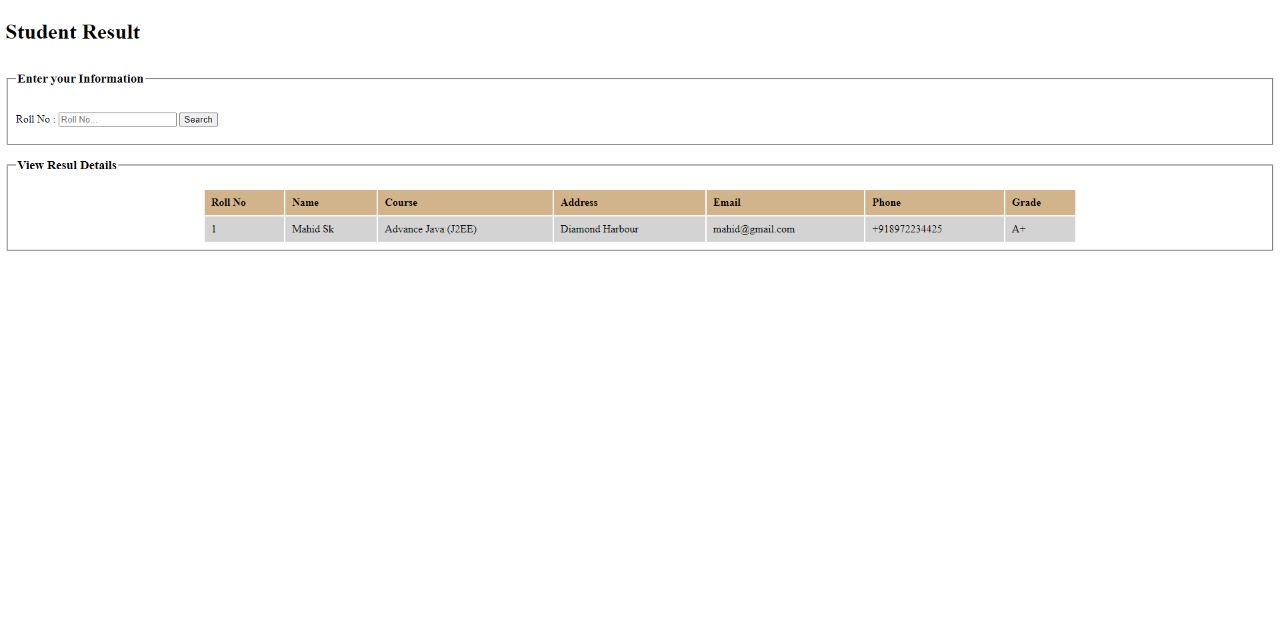 Student Result
Enter your Information
Roll No : Roll No... Search
View Resul Details
Roll No Name Course Address Email Phone Grade
1 Mahid Sk Advance Java (J2EE) Diamond Harbour mahid@gmail.com +918972234425 A+